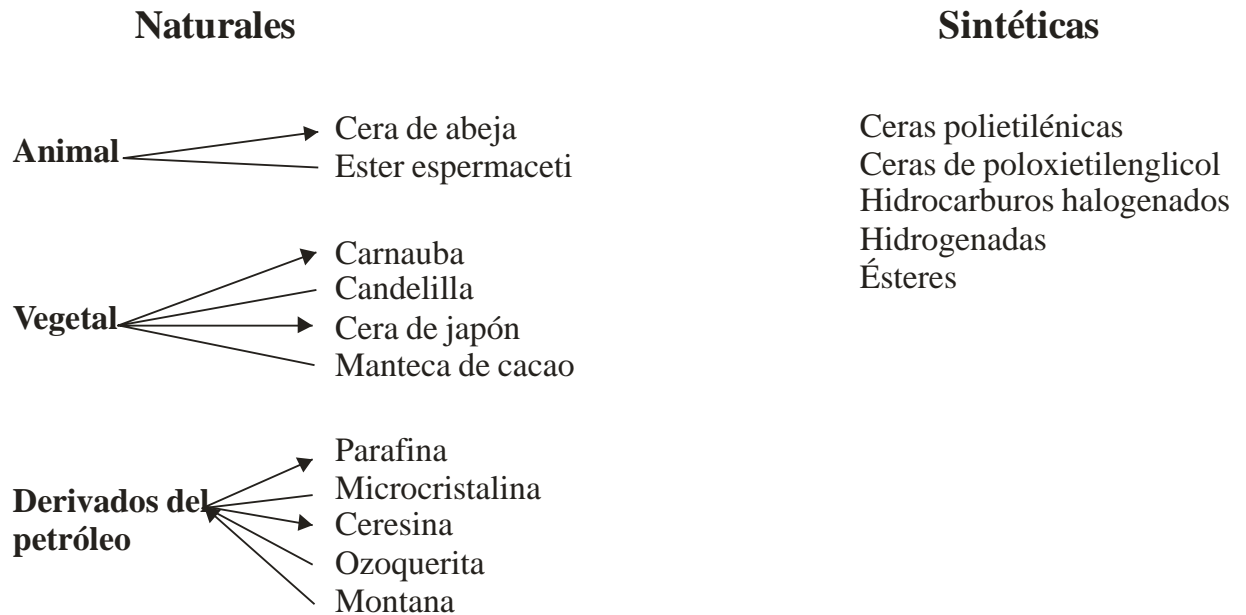 Naturales
Animal
Cera de abeja
Ester espermaceti
Vegetal
Carnauba
Candelilla
Cera de japón
Manteca de cacao
Derivados del
petróleo
Parafina
Microcristalina
Ceresina
Ozoquerita
Montana
Sintéticas
Ceras polietilénicas
Ceras de poloxietilenglicol
Hidrocarburos halogenados
Hidrogenadas
Ésteres